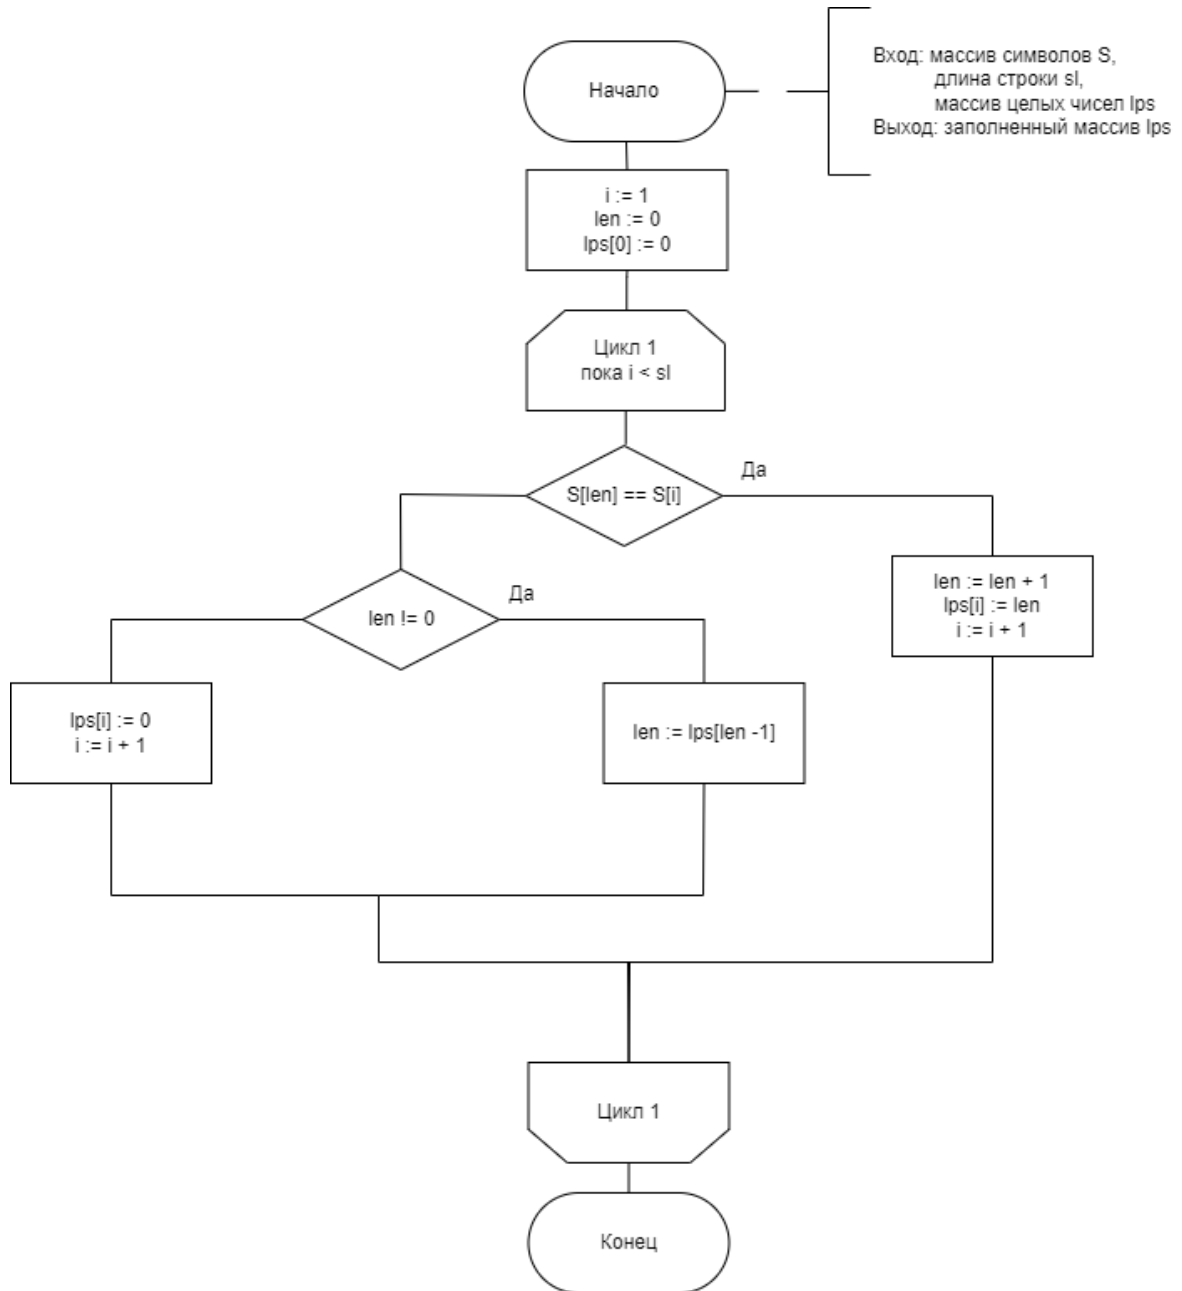 Начало
Вход: массив символов S,
длина строки sl,
массив целых чисел lps
Выход: заполненный массив lps
i := 1
len := 0
lps[0] := 0
Цикл 1
пока i < sl
S[len] == S[i]
Да
len := len + 1
lps[i] := len
i := i + 1
len != 0
Да
lps[i] := 0
i := i + 1
len := lps[len -1]
Цикл 1
Конец